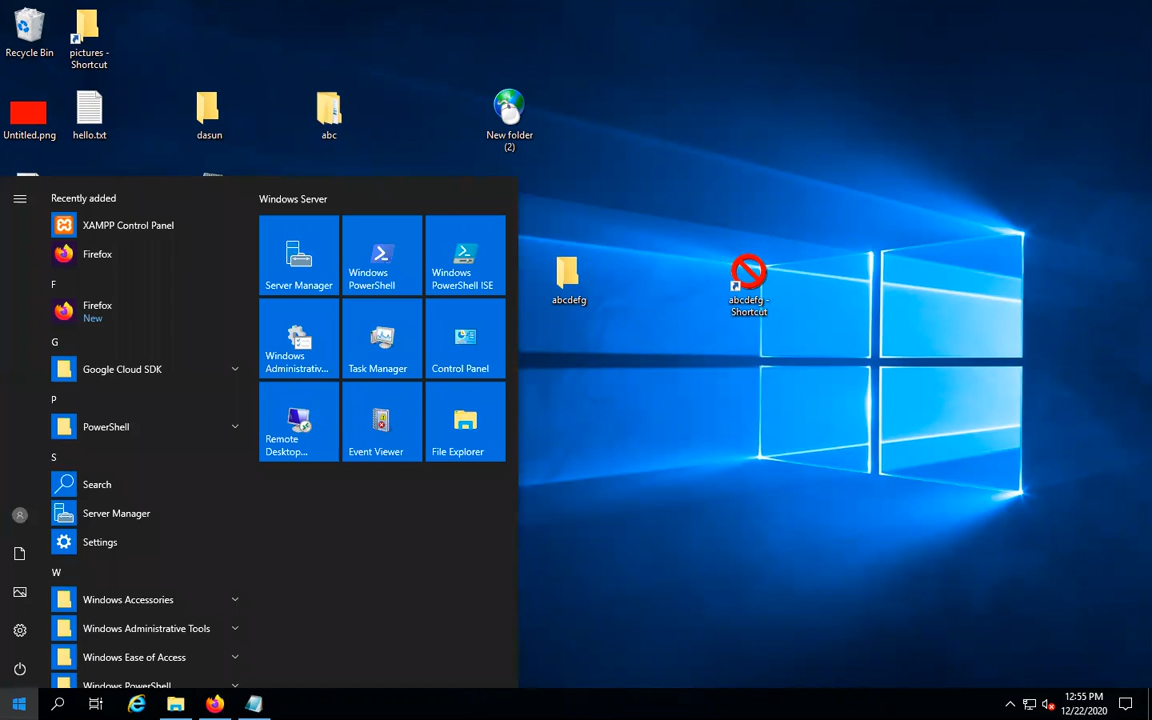 Recycle Bin
pictures -
Shortcut
Untitled.png
hello.txt
dasun
abc
New folder
(2)
Recently added
XAMPP Control Panel
Firefox
F
Firefox
New
G
Google Cloud SDK
P
PowerShell
S
Search
Server Manager
Settings
W
Windows Accessories
Windows Administrative Tools
Windows Ease of Access
Windows PowerShell
Windows Server
Server Manager
Windows
PowerShell
Windows
PowerShell ISE
Windows
Administrativ...
Task Manager
Control Panel
Remote
Desktop...
Event Viewer
File Explorer
abcdefg
abcdefg -
Shortcut
12:55 PM
12/22/2020